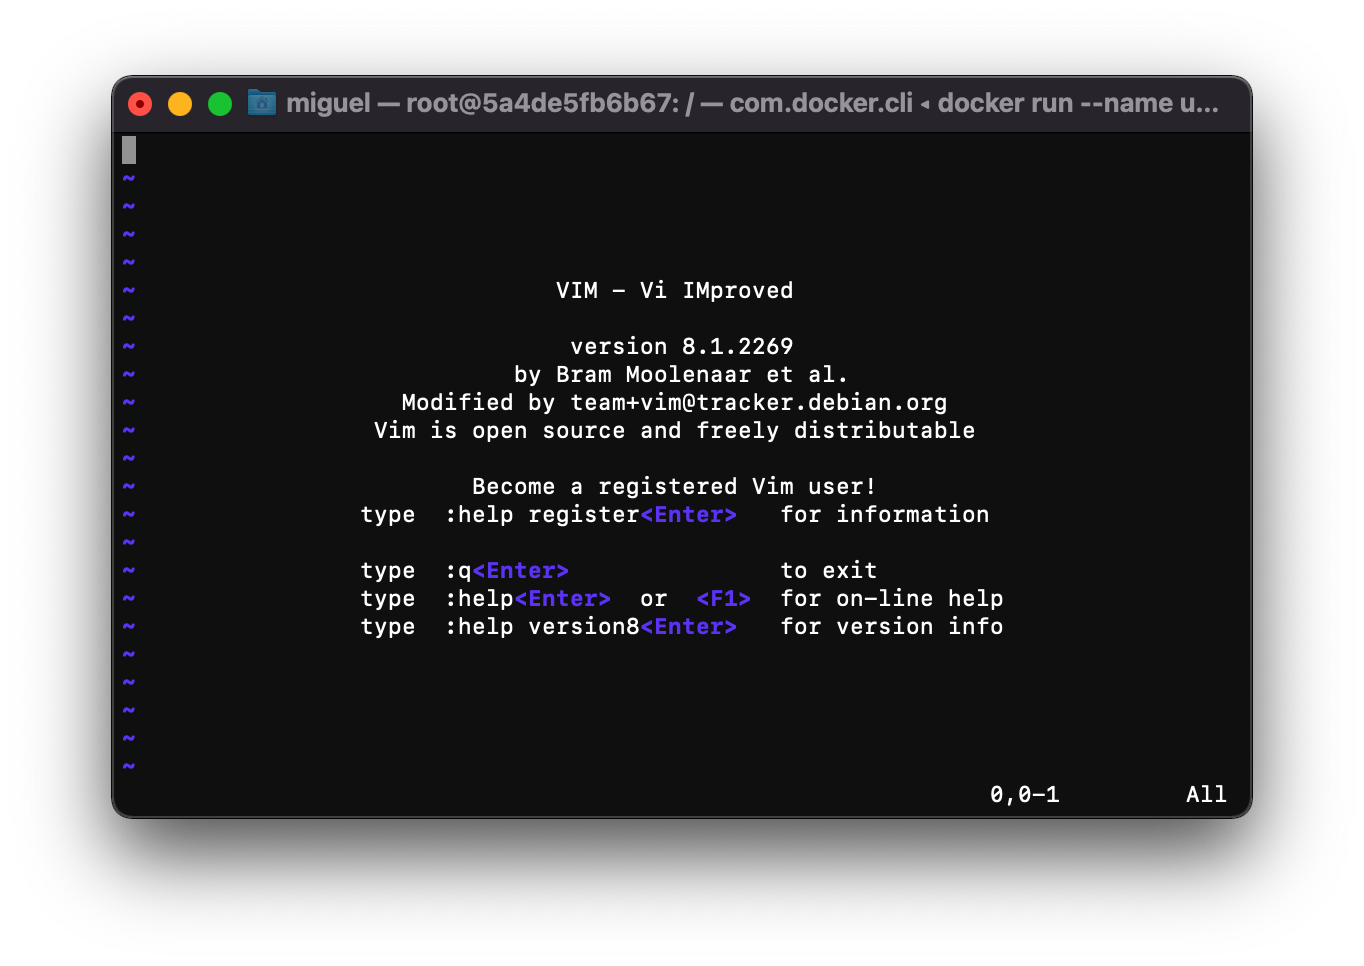 miguel — root@5a4de5fb6b67: / — com.docker.cli ◂ docker run --name u...
~
~
~
~
~
VIM - Vi IMproved
~
~
version 8.1.2269
~
by Bram Moolenaar et al.
~
Modified by team+vim@tracker.debian.org
~
Vim is open source and freely distributable
~
~
Become a registered Vim user!
~
type :help register<Enter> for information
~
~
type :q<Enter> to exit
~
type :help<Enter> or <F1> for on-line help
~
type :help version8<Enter> for version info
~
~
~
~
~
0,0-1 All